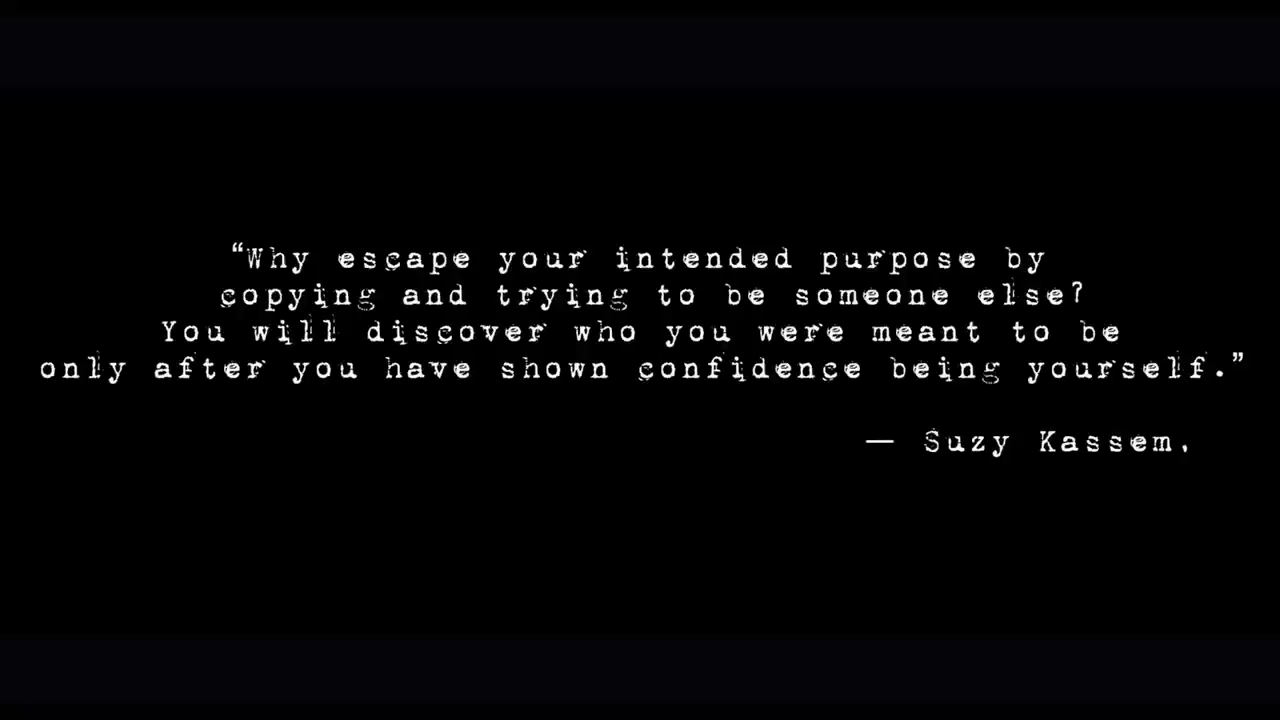 “Why escape your intended purpose by
copying and trying to be someone else?
You will discover who you were meant to be
only after you have shown confidence being yourself.”
— Suzy Kassem,